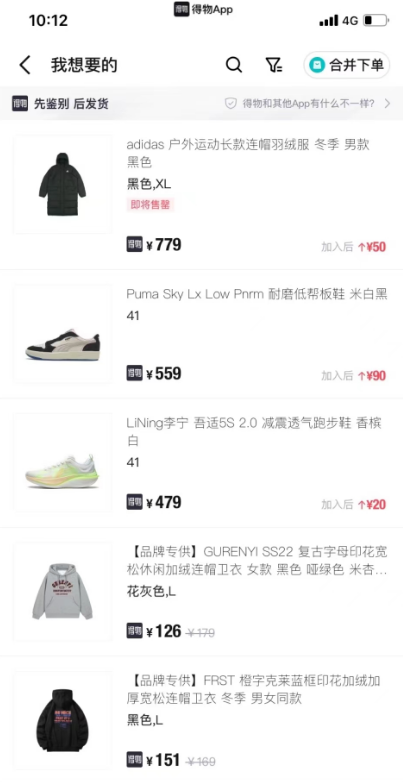 得物App
10:12
4G
我想要的
合并下单
得物 先鉴别 后发货
得物和其他App有什么不一样?
adidas 户外运动长款连帽羽绒服 冬季 男款
黑色
黑色,XL
即将售罄
得物 ¥779
加入后 ↑¥50
Puma Sky Lx Low Pnrm 耐磨低帮板鞋 米白黑
41
得物 ¥559
加入后 ↑¥90
LiNing李宁 吾适5S 2.0 减震透气跑步鞋 香槟
白
41
得物 ¥479
加入后 ↑¥20
【品牌专供】GURENYI SS22 复古字母印花宽
松休闲加绒连帽卫衣 女款 黑色 哑绿色 米杏...
花灰色,L
得物 ¥126 ¥179
【品牌专供】FRST 橙字克莱蓝框印花加绒加
厚宽松连帽卫衣 冬季 男女同款
黑色,L
得物 ¥151 ¥169